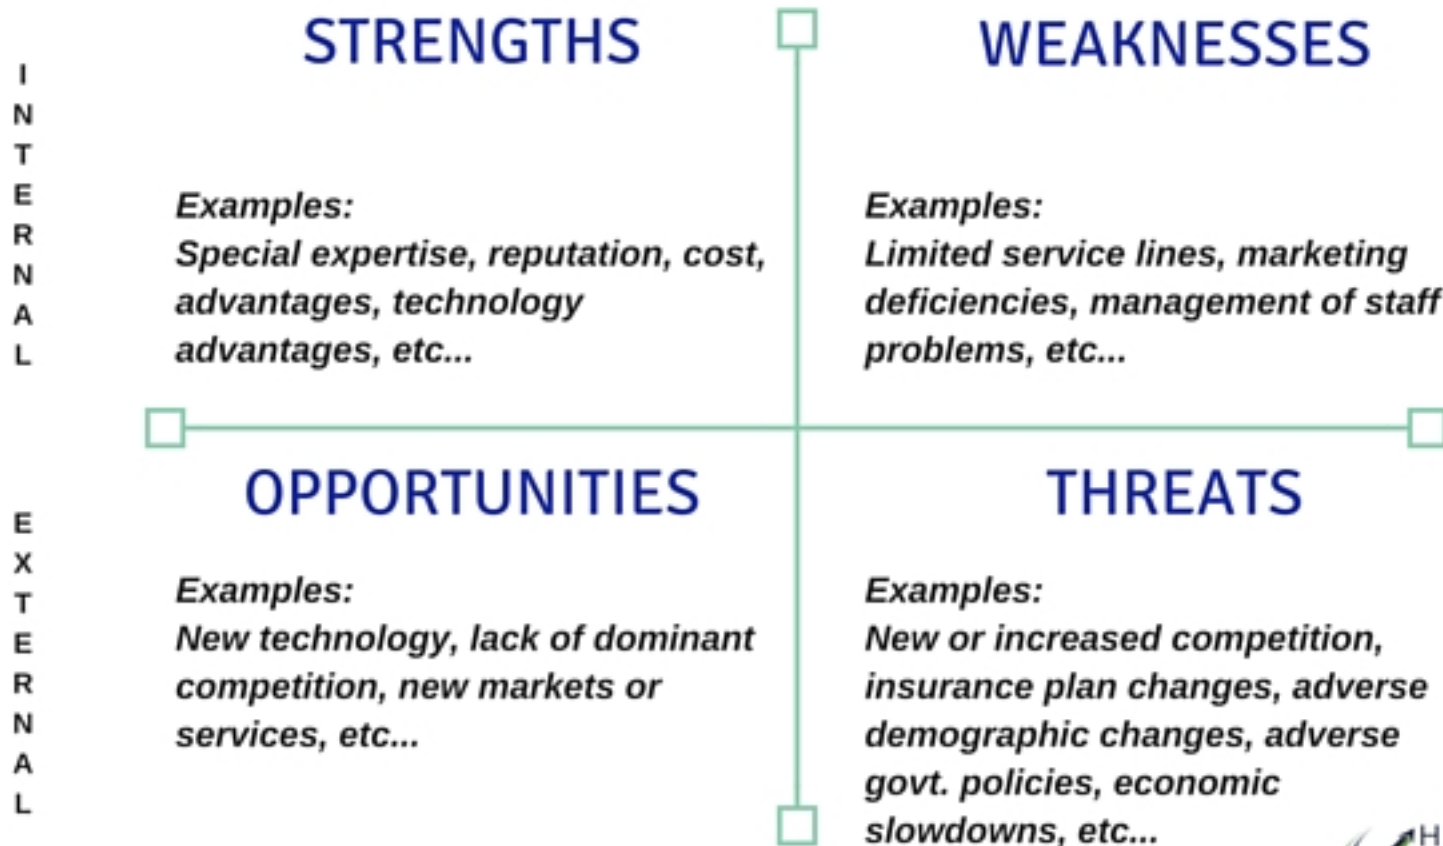 INTERNAL
STRENGTHS
Examples:
Special expertise, reputation, cost,
advantages, technology
advantages, etc...
WEAKNESSES
Examples:
Limited service lines, marketing
deficiencies, management of staff
problems, etc...
EXTERNAL
OPPORTUNITIES
Examples:
New technology, lack of dominant
competition, new markets or
services, etc...
THREATS
Examples:
New or increased competition,
insurance plan changes, adverse
demographic changes, adverse
govt. policies, economic
slowdowns, etc...
H